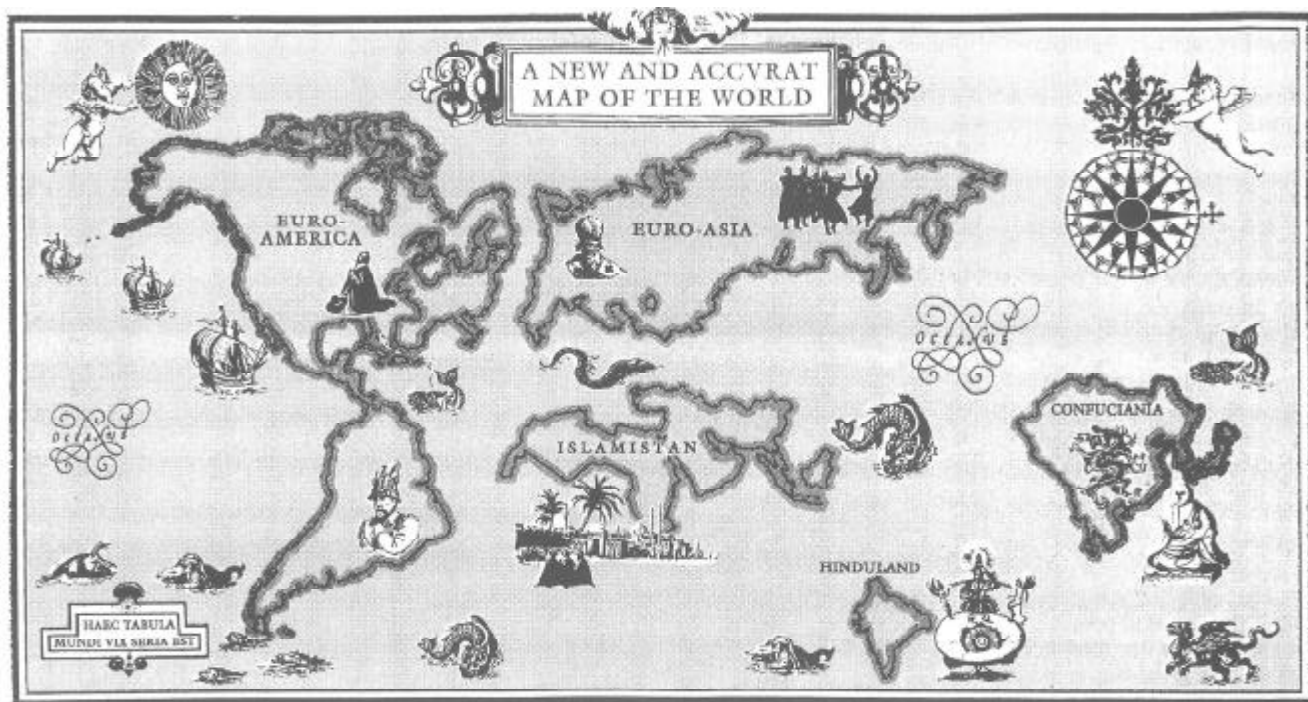 A NEW AND ACCVRAT
MAP OF THE WORLD
EURO-
AMERICA
EURO-ASIA
OCEANVS
CONFUCIANIA
OCEANVS
ISLAMISTAN
HINDULAND
HAEC TABULA
MUNDI VIX SERIA EST